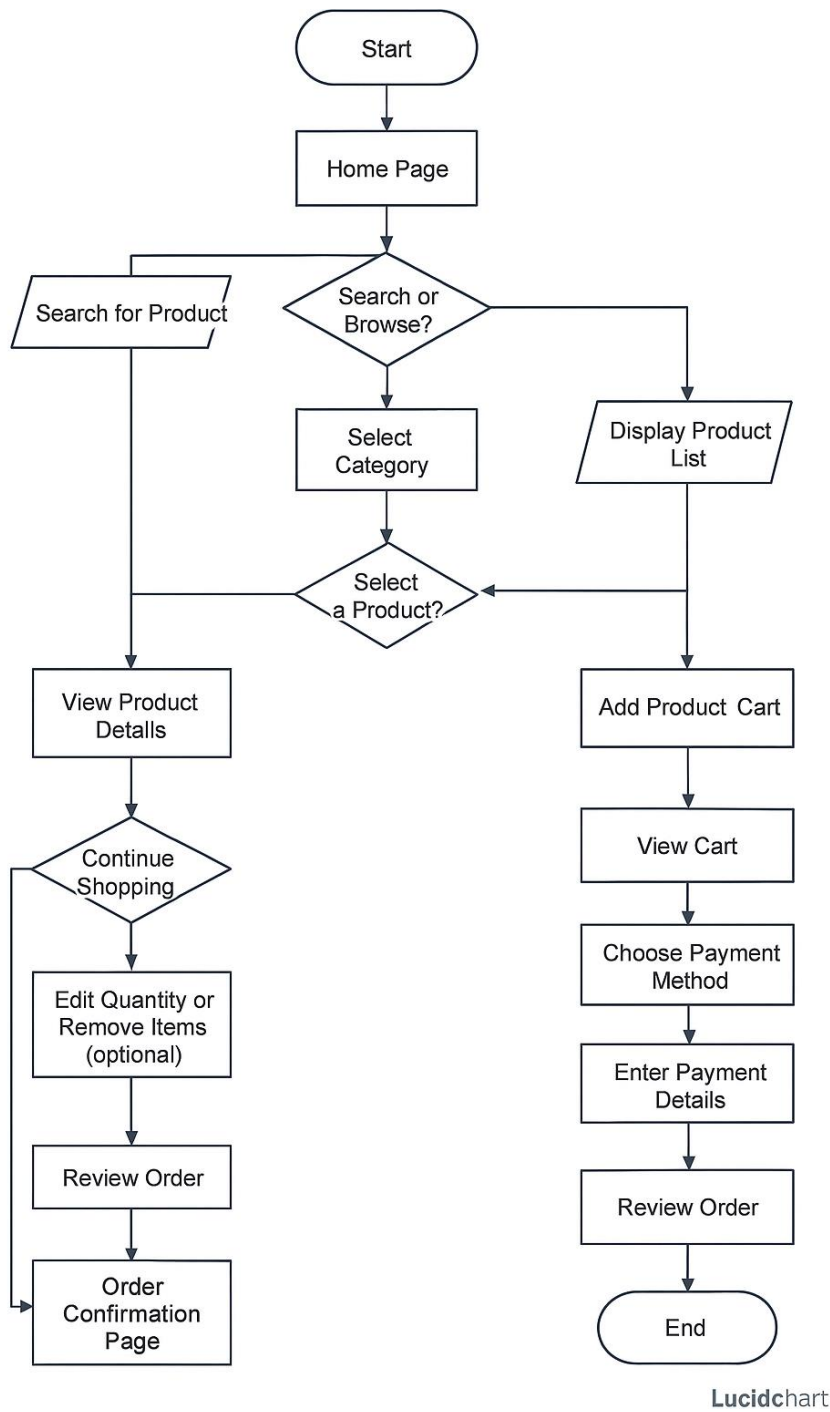 Start
Home Page
Search or
Browse?
Search for Product
Select
Category
Display Product
List
Select
a Product?
View Product
Detalls
Add Product Cart
Continue
Shopping
View Cart
Edit Quantity or
Remove Items
(optional)
Choose Payment
Method
Enter Payment
Details
Review Order
Review Order
Order
Confirmation
Page
End
Lucidchart